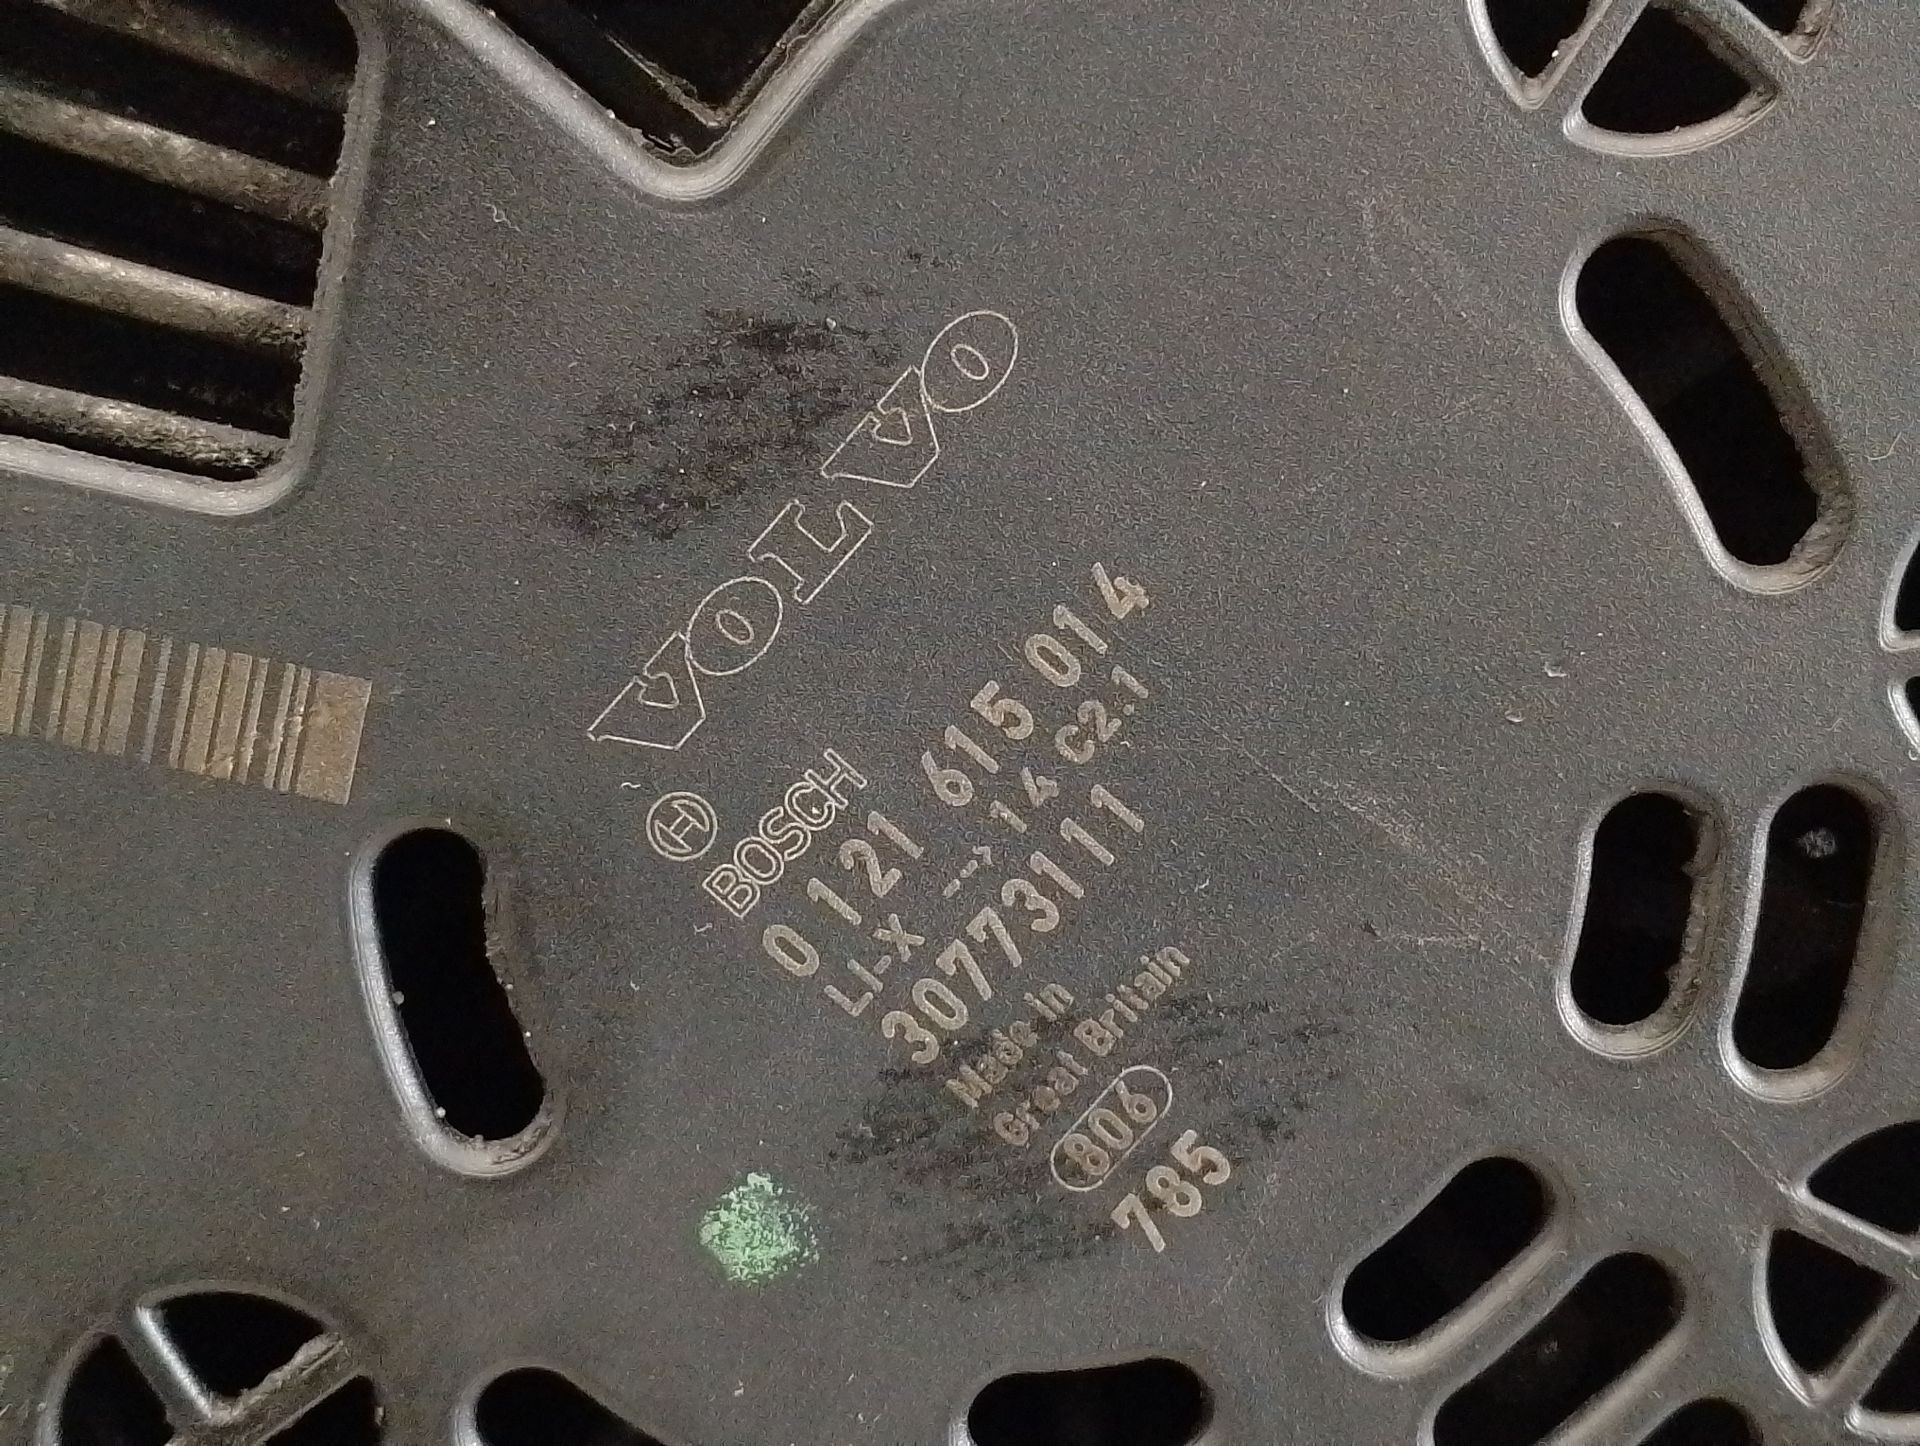 VOLVO
BOSCH
0 121 615 014
LI-X ---> 14 C2.1
30773111
Made in
Great Britain
806
785